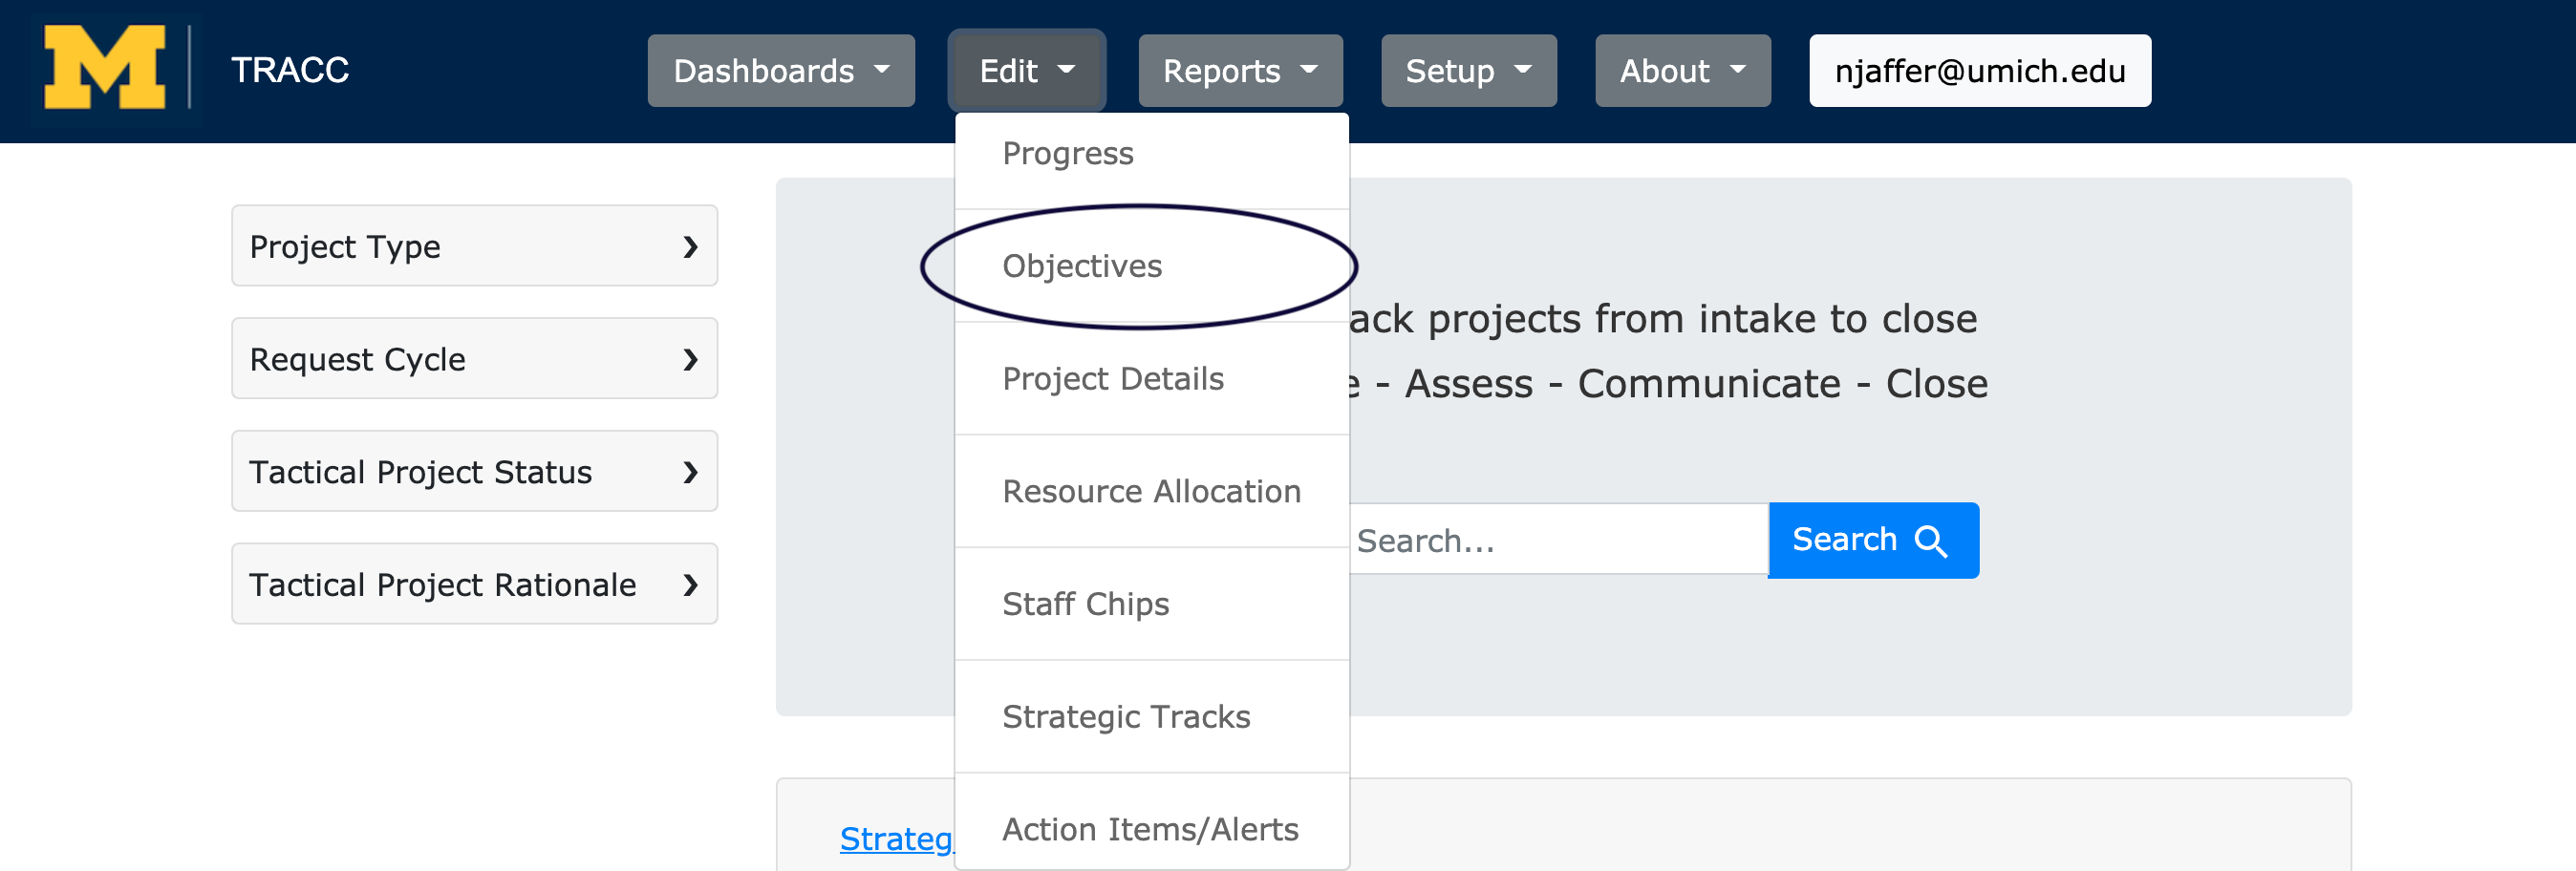 M
TRACC
Dashboards
Edit
Reports
Setup
About
njaffer@umich.edu
Progress
Objectives
Project Details
Resource Allocation
Staff Chips
Strategic Tracks
Action Items/Alerts
Project Type
Request Cycle
Tactical Project Status
Tactical Project Rationale
projects from intake to close
- Assess - Communicate - Close
Search...
Search